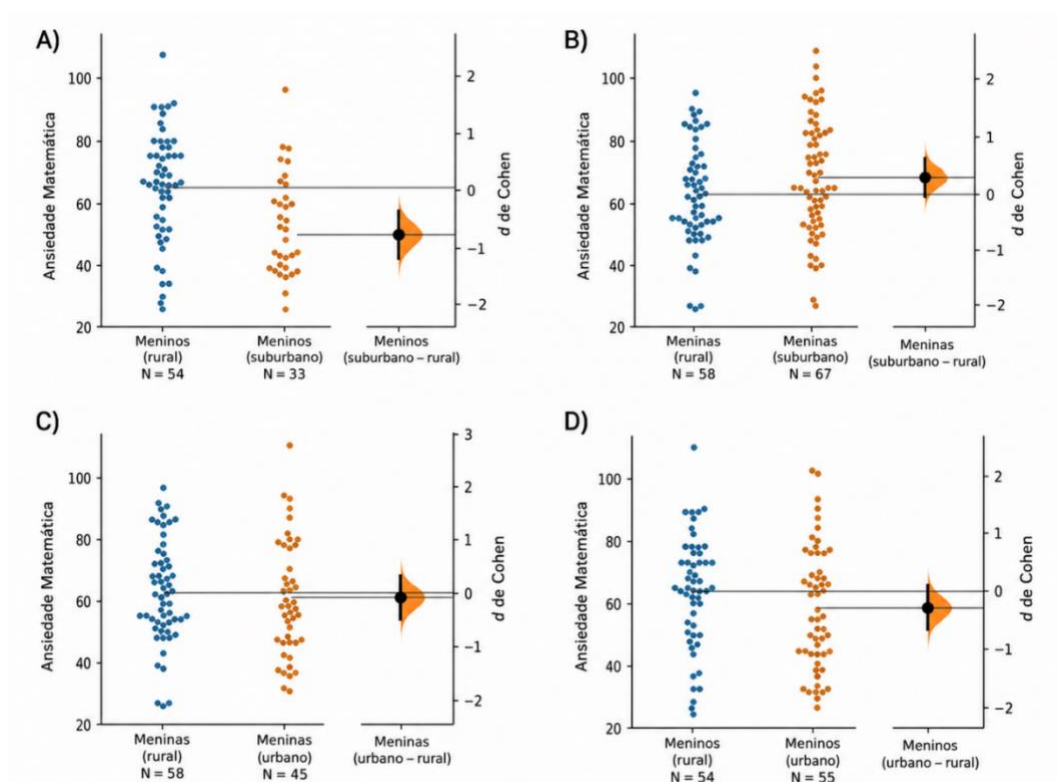 A)
Ansiedade Matemática
100
80
60
40
20
2
1
0
−1
−2
d de Cohen
Meninos
(rural)
N = 54
Meninos
(suburbano)
N = 33
Meninos
(suburbano – rural)
B)
Ansiedade Matemática
100
80
60
40
20
2
1
0
−1
−2
d de Cohen
Meninas
(rural)
N = 58
Meninas
(suburbano)
N = 67
Meninas
(suburbano – rural)
C)
Ansiedade Matemática
100
80
60
40
20
3
2
1
0
−1
−2
d de Cohen
Meninas
(rural)
N = 58
Meninas
(urbano)
N = 45
Meninas
(urbano – rural)
D)
Ansiedade Matemática
100
80
60
40
20
2
1
0
−1
−2
d de Cohen
Meninos
(rural)
N = 54
Meninos
(urbano)
N = 55
Meninos
(urbano – rural)